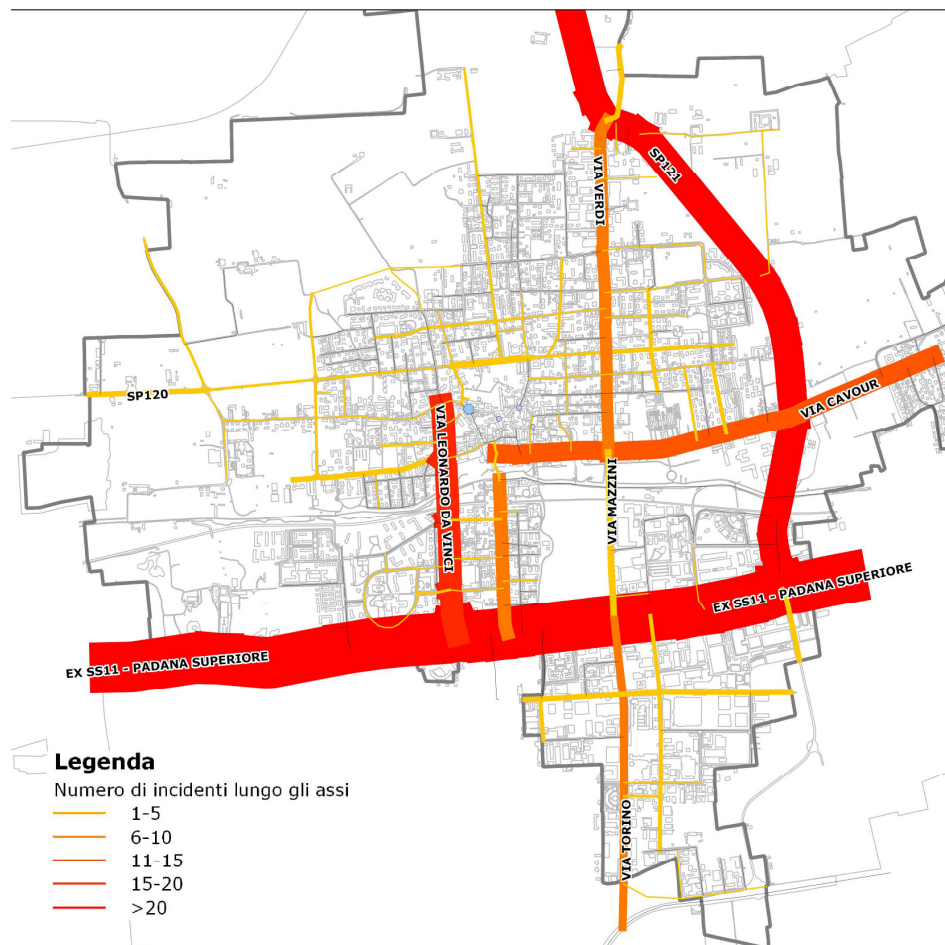 VIA VERDI
SP121
SP120
VIA CAVOUR
VIA LEONARDO DA VINCI
VIA MAZZINI
EX SS11 - PADANA SUPERIORE
EX SS11 - PADANA SUPERIORE
VIA TORINO
Legenda
Numero di incidenti lungo gli assi
1-5
6-10
11-15
15-20
>20